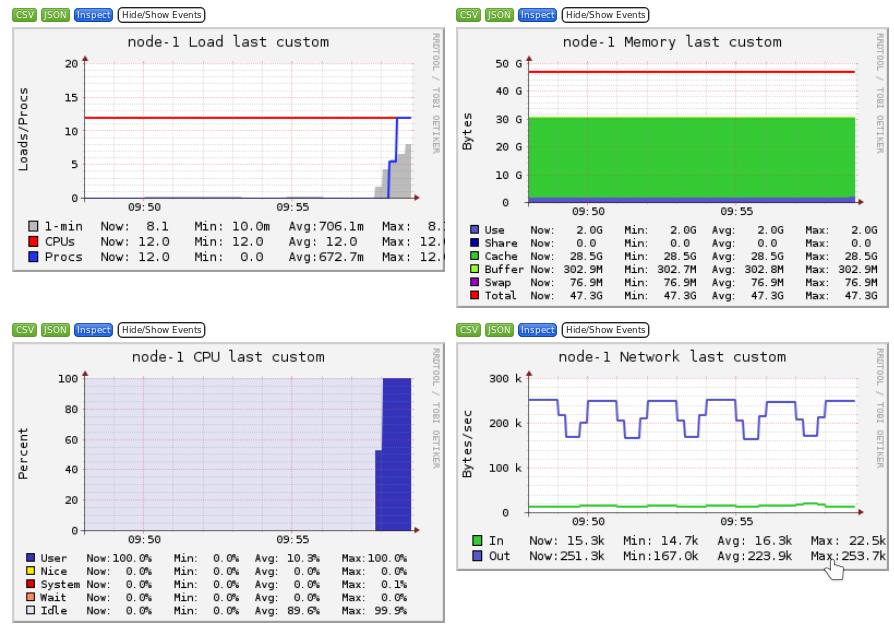 CSV JSON Inspect Hide/Show Events
node-1 Load last custom
RRDTOOL / TOBI OETIKER
Loads/Procs
20
15
10
5
0
09:50 09:55
1-min Now: 8.1 Min: 10.0m Avg:706.1m Max: 8.
CPUs Now: 12.0 Min: 12.0 Avg: 12.0 Max: 12.
Procs Now: 12.0 Min: 0.0 Avg:672.7m Max: 12.
CSV JSON Inspect Hide/Show Events
node-1 Memory last custom
RRDTOOL / TOBI OETIKER
Bytes
50 G
40 G
30 G
20 G
10 G
0
09:50 09:55
Use Now: 2.0G Min: 2.0G Avg: 2.0G Max: 2.0G
Share Now: 0.0 Min: 0.0 Avg: 0.0 Max: 0.0
Cache Now: 28.5G Min: 28.5G Avg: 28.5G Max: 28.5G
Buffer Now: 302.9M Min: 302.7M Avg: 302.8M Max: 302.9M
Swap Now: 76.9M Min: 76.9M Avg: 76.9M Max: 76.9M
Total Now: 47.3G Min: 47.3G Avg: 47.3G Max: 47.3G
CSV JSON Inspect Hide/Show Events
node-1 CPU last custom
RRDTOOL / TOBI OETIKER
Percent
100
80
60
40
20
0
09:50 09:55
User Now:100.0% Min: 0.0% Avg: 10.3% Max:100.0%
Nice Now: 0.0% Min: 0.0% Avg: 0.0% Max: 0.0%
System Now: 0.0% Min: 0.0% Avg: 0.0% Max: 0.1%
Wait Now: 0.0% Min: 0.0% Avg: 0.0% Max: 0.0%
Idle Now: 0.0% Min: 0.0% Avg: 89.6% Max: 99.9%
CSV JSON Inspect Hide/Show Events
node-1 Network last custom
RRDTOOL / TOBI OETIKER
Bytes/sec
300 k
200 k
100 k
0
09:50 09:55
In Now: 15.3k Min: 14.7k Avg: 16.3k Max: 22.5k
Out Now:251.3k Min:167.0k Avg:223.9k Max:253.7k